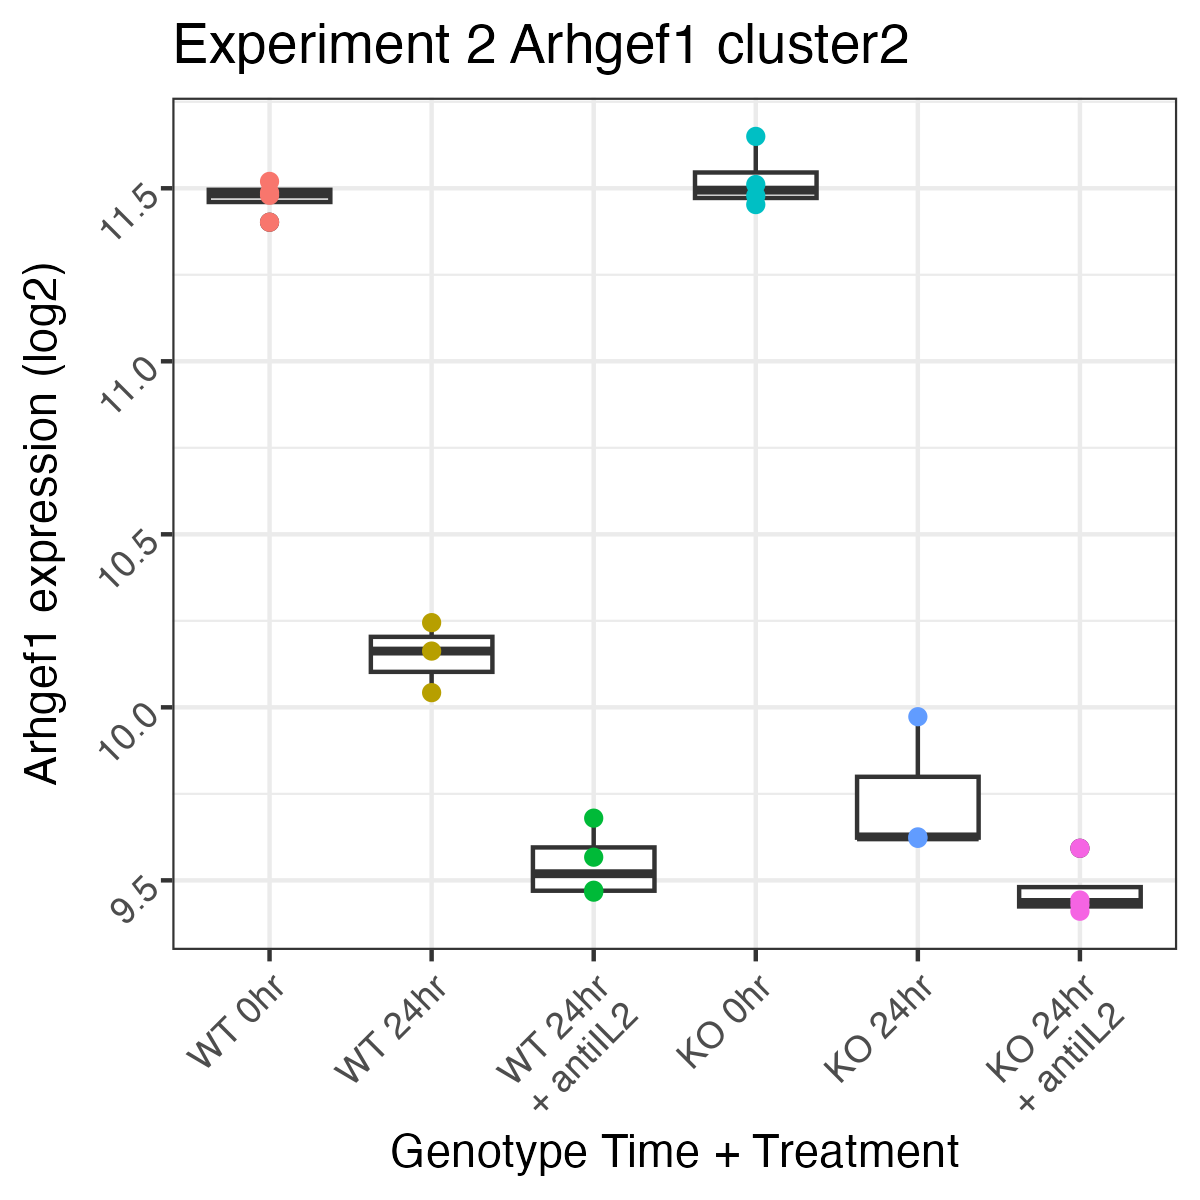 Experiment 2 Arhgef1 cluster2
Arhgef1 expression (log2)
11.5
11.0
10.5
10.0
9.5
WT 0hr
WT 24hr
WT 24hr
+ antiIL2
KO 0hr
KO 24hr
KO 24hr
+ antiIL2
Genotype Time + Treatment